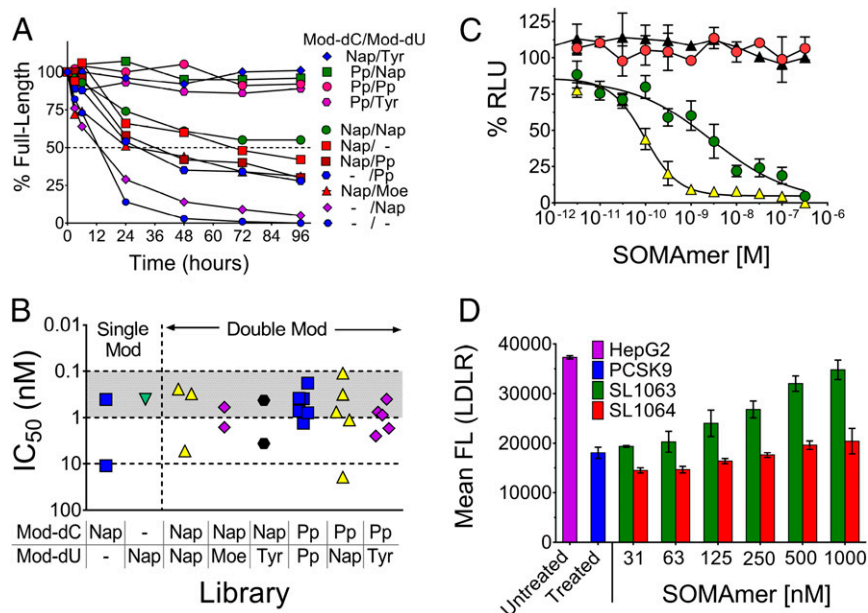 A
Mod-dC/Mod-dU
Nap/Tyr
Pp/Nap
Pp/Pp
Pp/Tyr
Nap/Nap
Nap/ -
Nap/Pp
- /Pp
Nap/Moe
- /Nap
- / -
% Full-Length
100
50
0
0 12 24 36 48 60 72 84 96
Time (hours)
C
% RLU
125
100
75
50
25
0
10-12 10-11 10-10 10-9 10-8 10-7 10-6
SOMAmer [M]
B
Single Mod
Double Mod
IC50 (nM)
0.01
0.1
1
10
100
Mod-dC Nap - Nap Nap Nap Pp Pp Pp
Mod-dU - Nap Nap Moe Tyr Pp Nap Tyr
Library
D
Mean FL (LDLR)
40000
30000
20000
10000
0
HepG2
PCSK9
SL1063
SL1064
Untreated
Treated
31 63 125 250 500 1000
SOMAmer [nM]